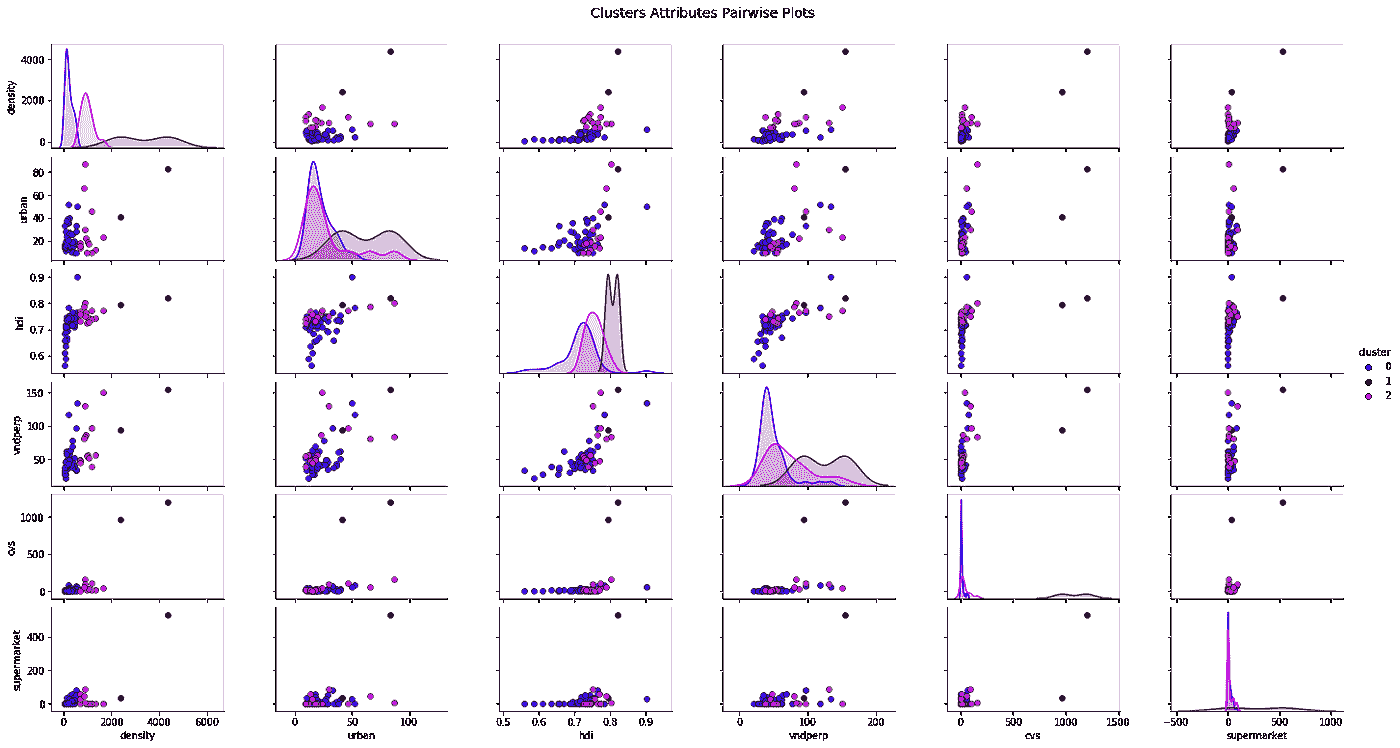 Clusters Attributes Pairwise Plots
density
4000
2000
0
urban
80
60
40
20
hdi
0.9
0.8
0.7
0.6
vndperp
150
100
50
cvs
1000
500
0
supermarket
400
200
0
0 2000 4000 6000
density
0 50 100
urban
0.5 0.6 0.7 0.8 0.9
hdi
0 100 200
vndperp
0 500 1000 1500
cvs
−500 0 500 1000
supermarket
cluster
0
1
2